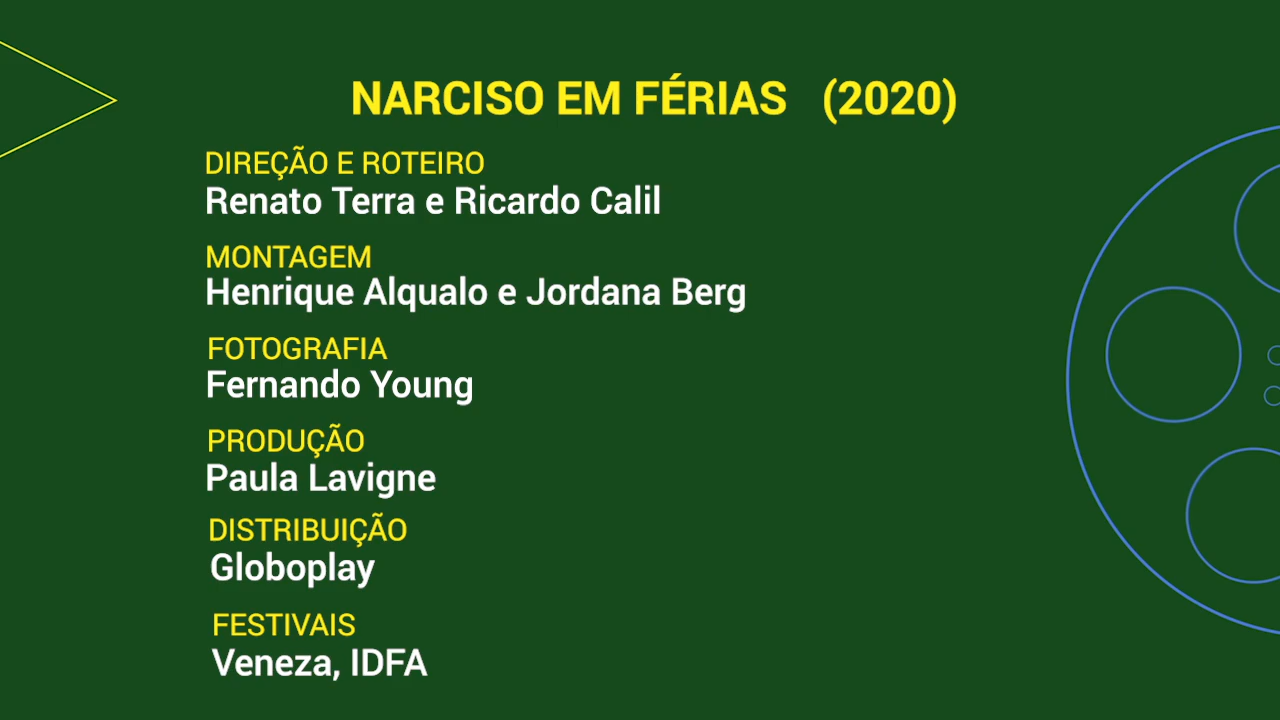 NARCISO EM FÉRIAS (2020)
DIREÇÃO E ROTEIRO
Renato Terra e Ricardo Calil
MONTAGEM
Henrique Alqualo e Jordana Berg
FOTOGRAFIA
Fernando Young
PRODUÇÃO
Paula Lavigne
DISTRIBUIÇÃO
Globoplay
FESTIVAIS
Veneza, IDFA